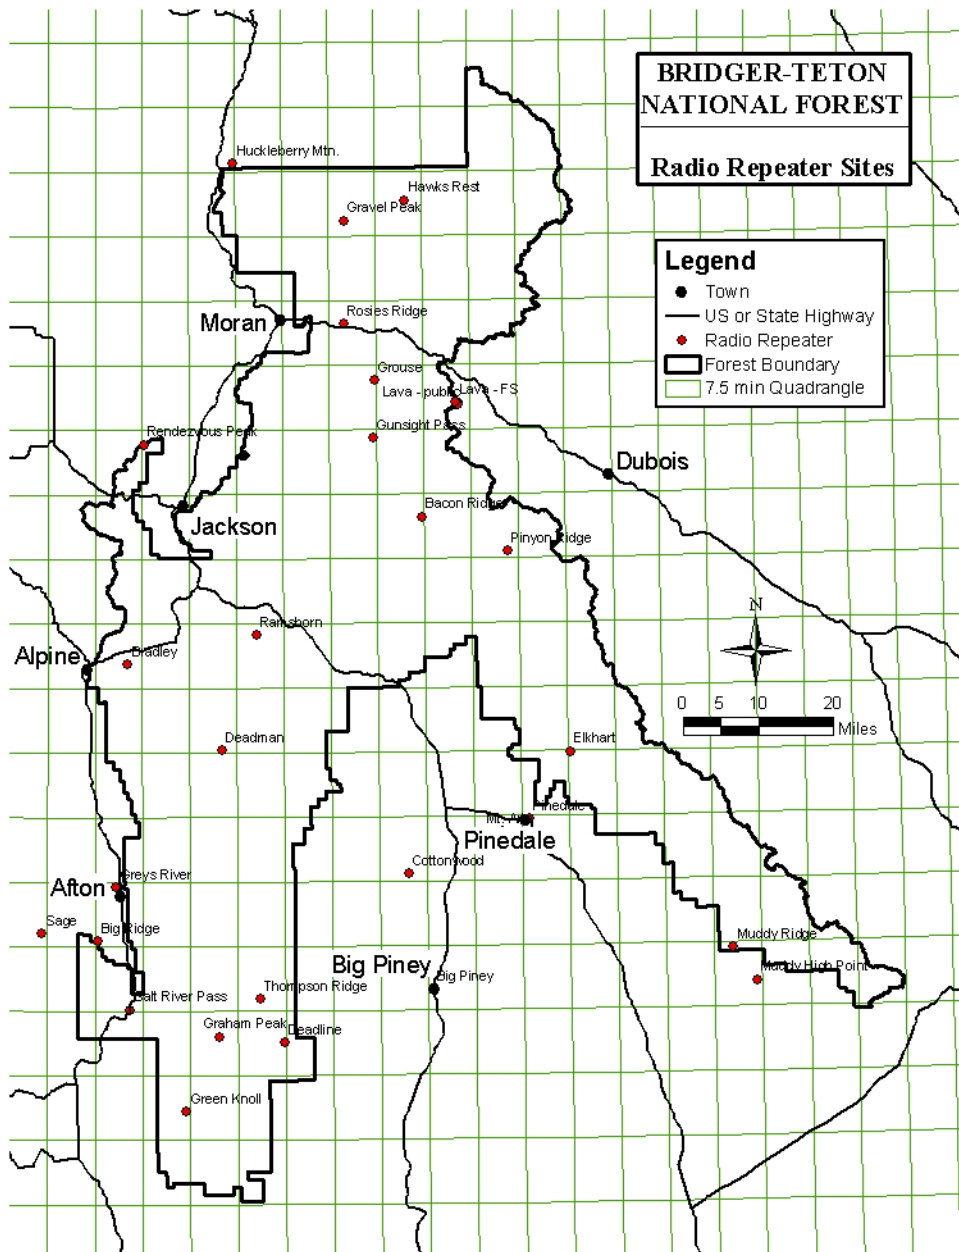 BRIDGER-TETON
NATIONAL FOREST
Radio Repeater Sites
Huckleberry Mtn.
Hawks Rest
Gravel Peak
Legend
Town
US or State Highway
Radio Repeater
Forest Boundary
7.5 min Quadrangle
Moran
Rosies Ridge
Grouse
Lava - public
Lava - FS
Gunsight Pass
Rendezvous Peak
Dubois
Bacon Ridge
Jackson
Pinyon Ridge
N
Ramshorn
Alpine
Bradley
0 5 10 20
Miles
Deadman
Elkhart
Pinedale
Mt. A
Pinedale
Cottonwood
Greys River
Afton
Sage
Big Ridge
Muddy Ridge
Big Piney
Big Piney
Muddy High Point
Thompson Ridge
Salt River Pass
Graham Peak
Deadline
Green Knoll